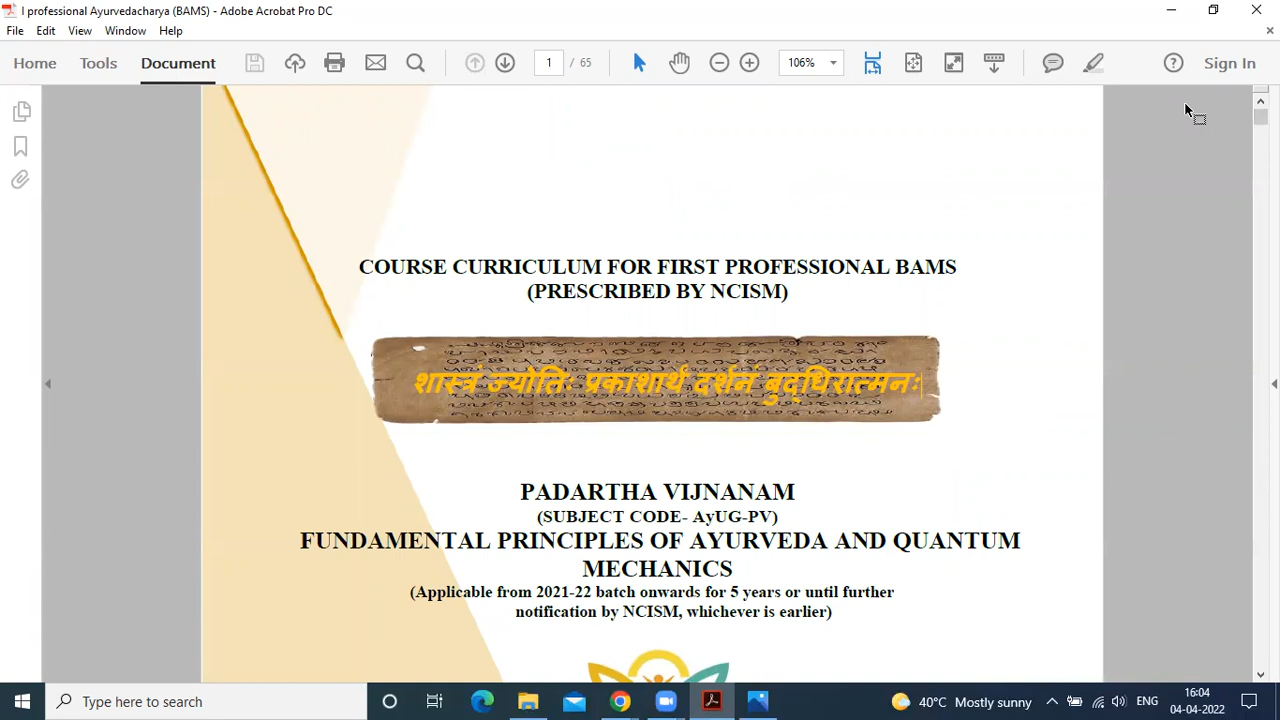 I professional Ayurvedacharya (BAMS) - Adobe Acrobat Pro DC
File Edit View Window Help
Home Tools Document 1 / 65 106% Sign In
COURSE CURRICULUM FOR FIRST PROFESSIONAL BAMS
(PRESCRIBED BY NCISM)
शास्त्रं ज्योतिः प्रकाशार्थं दर्शनं बुद्धिरात्मनः|
PADARTHA VIJNANAM
(SUBJECT CODE- AyUG-PV)
FUNDAMENTAL PRINCIPLES OF AYURVEDA AND QUANTUM
MECHANICS
(Applicable from 2021-22 batch onwards for 5 years or until further
notification by NCISM, whichever is earlier)
Type here to search
40°C Mostly sunny
ENG
16:04
04-04-2022